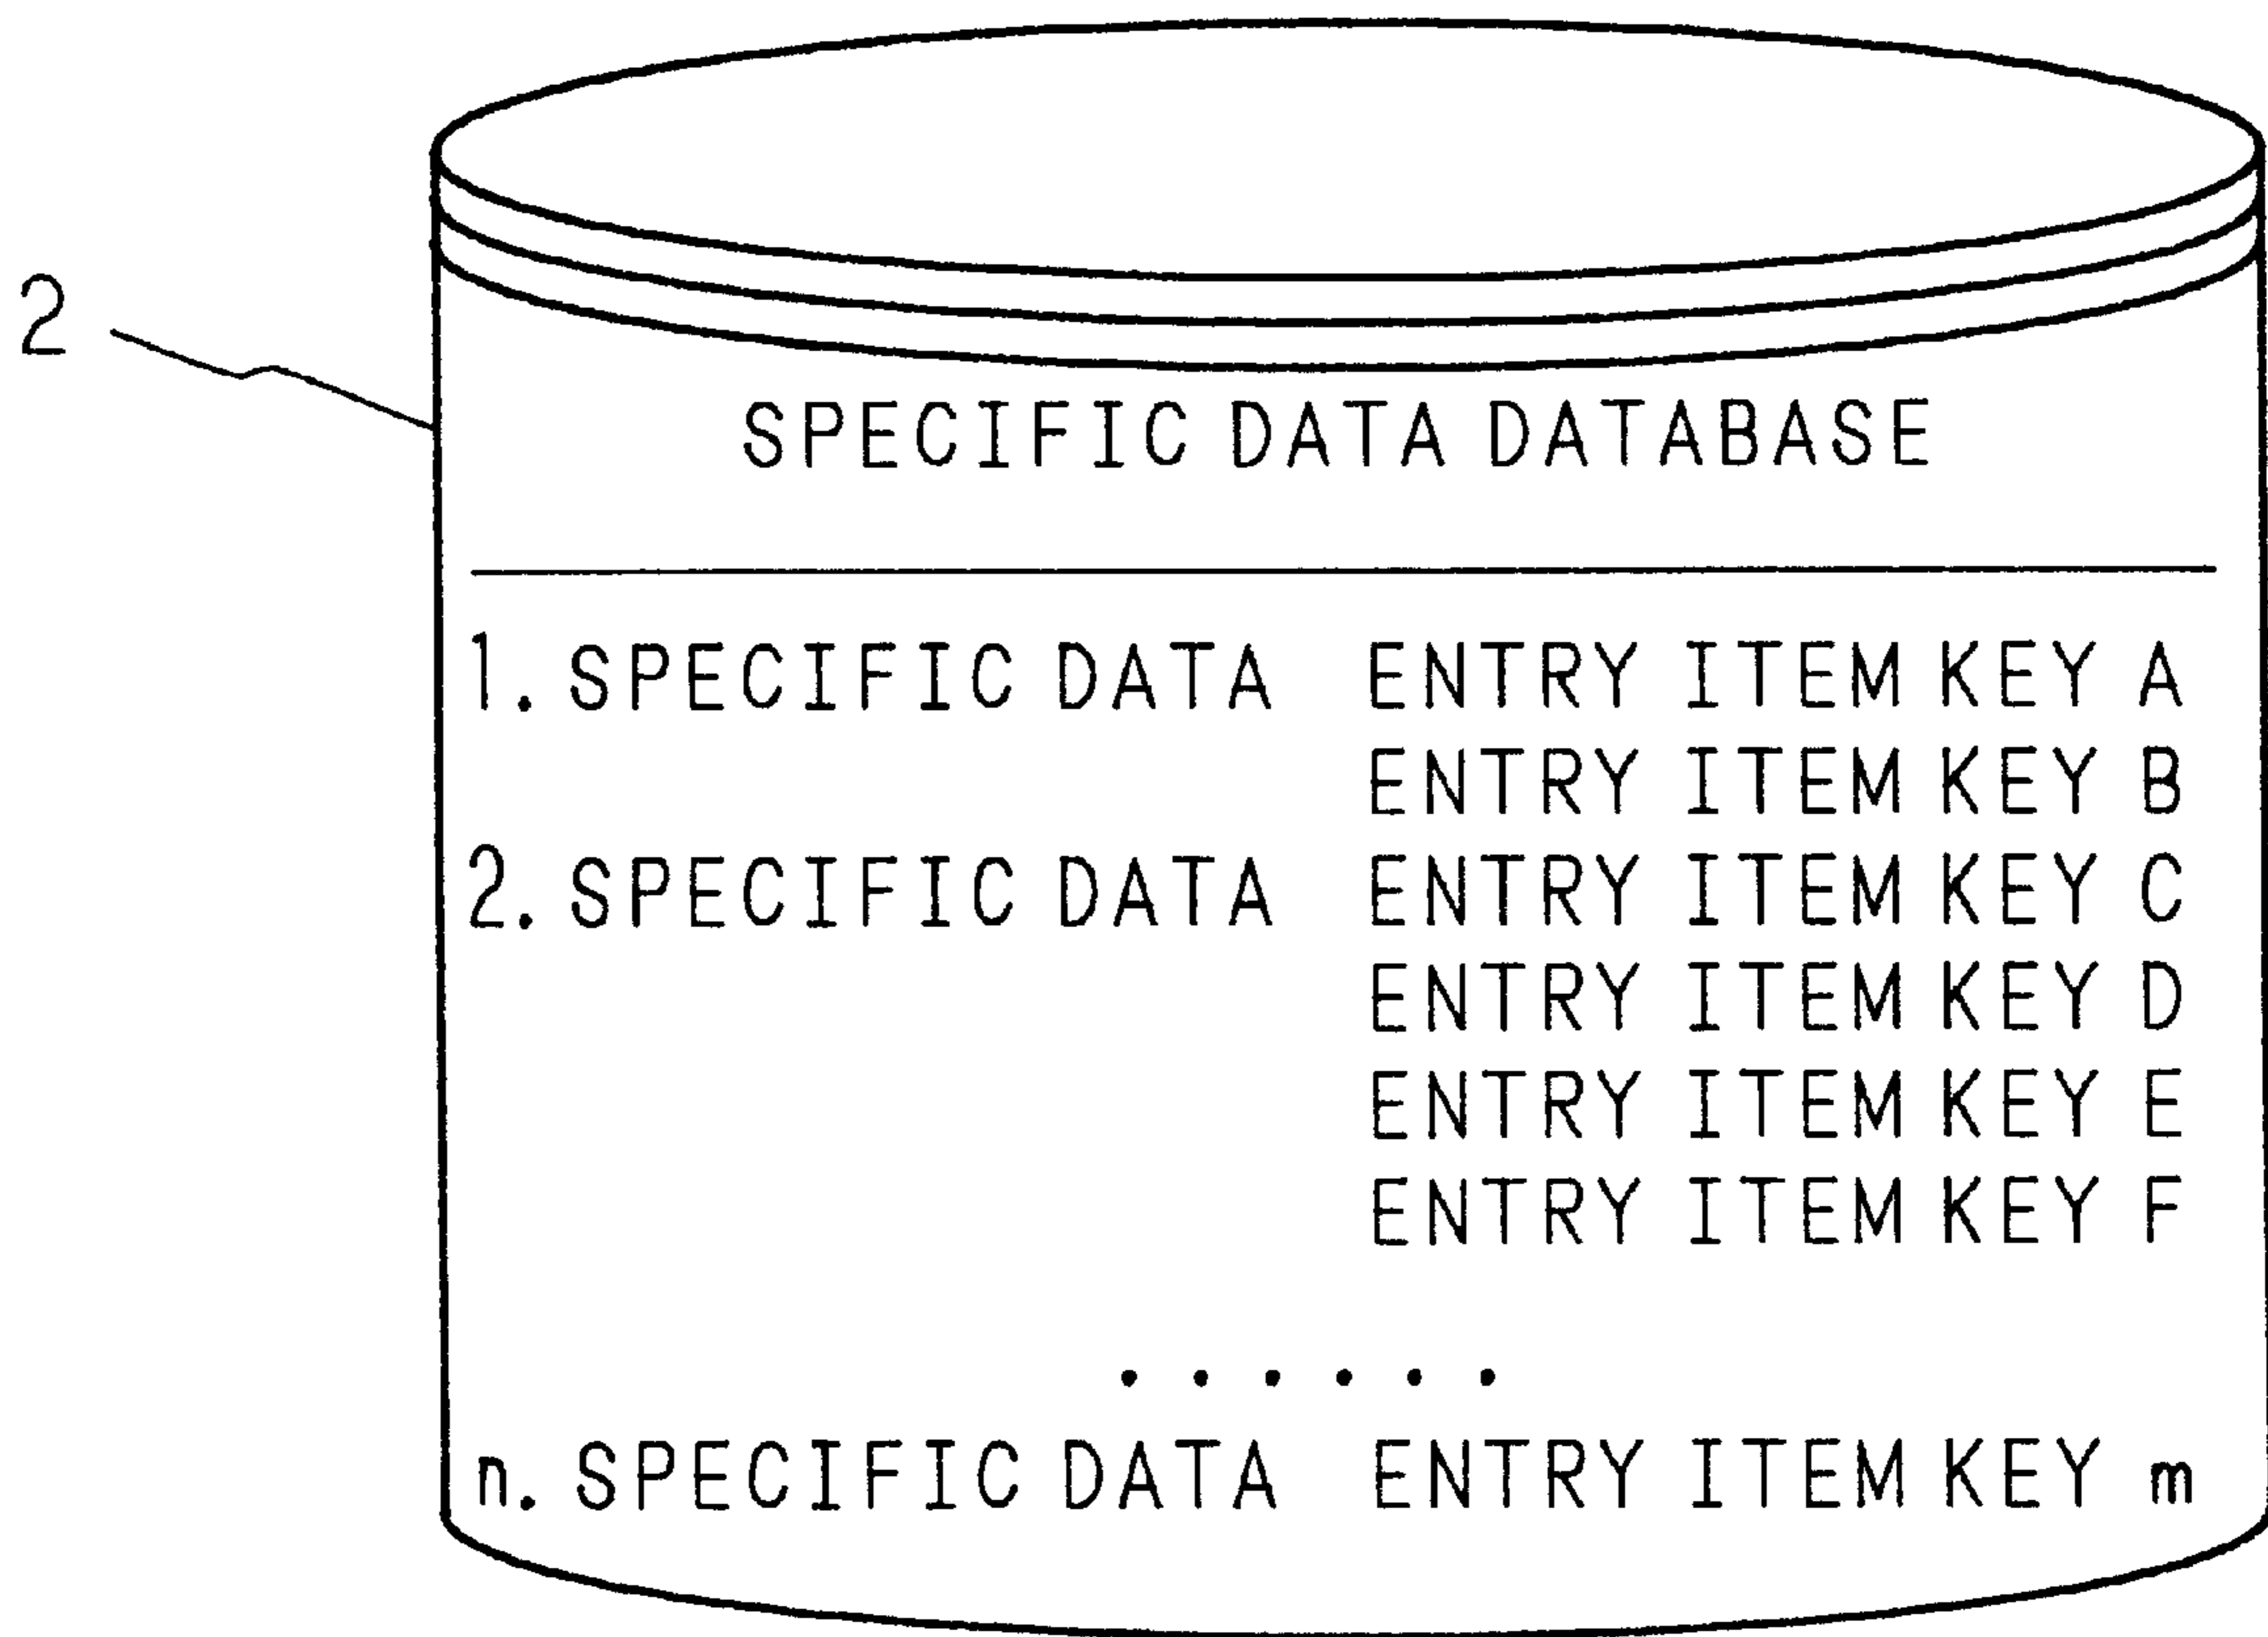 2
SPECIFIC DATA DATABASE
1. SPECIFIC DATA ENTRY ITEM KEY A
ENTRY ITEM KEY B
2. SPECIFIC DATA ENTRY ITEM KEY C
ENTRY ITEM KEY D
ENTRY ITEM KEY E
ENTRY ITEM KEY F
. . . . . .
n. SPECIFIC DATA ENTRY ITEM KEY m